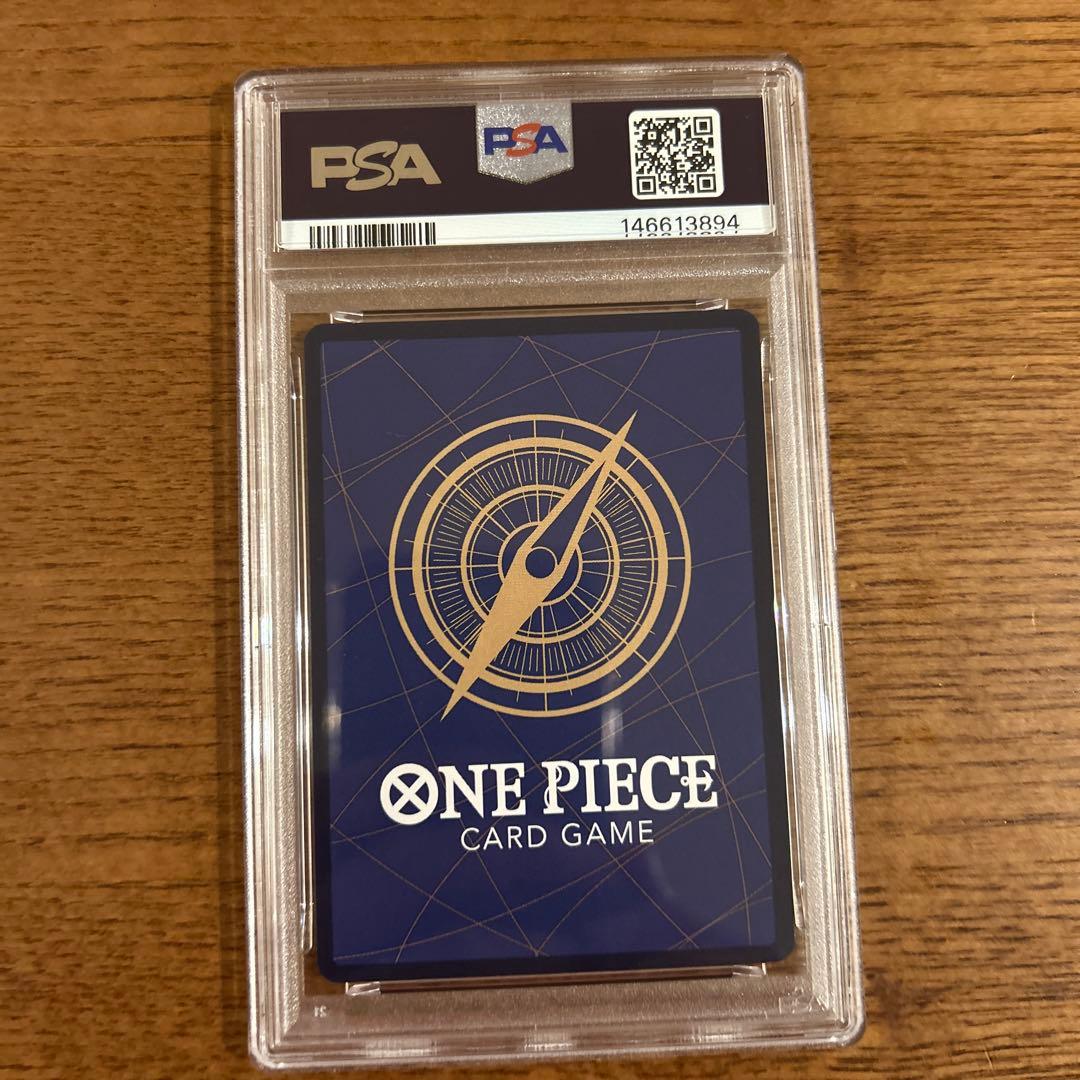 PSA
PSA
146613894
ONE PIECE
CARD GAME